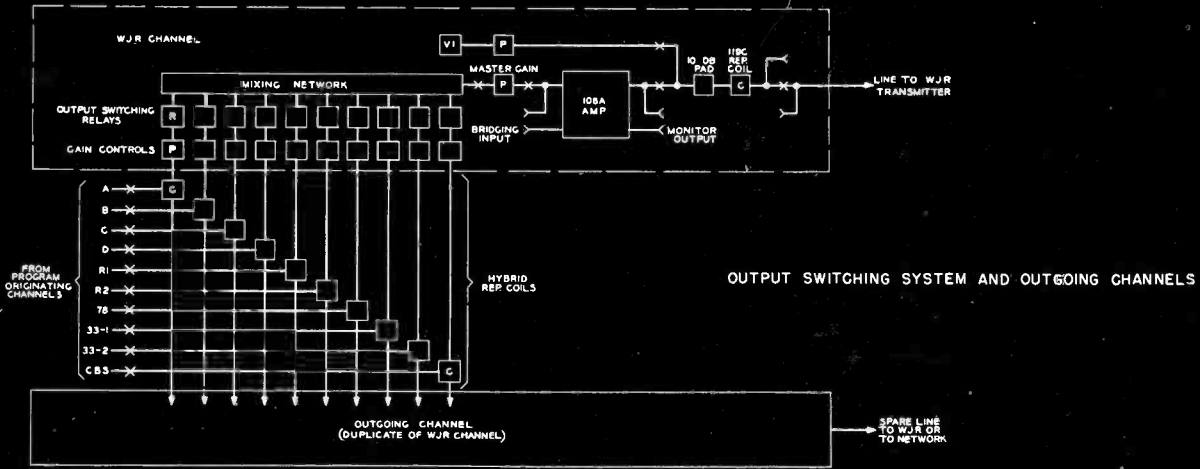 WJR CHANNEL
VI
P
MASTER GAIN
10 DB
PAD
119C
REP.
COIL
MIXING NETWORK
P
108A
AMP
C
LINE TO WJR
TRANSMITTER
OUTPUT SWITCHING
RELAYS
R
BRIDGING
INPUT
MONITOR
OUTPUT
GAIN CONTROLS
P
A
C
B
C
D
R1
R2
78
33-1
33-2
CBS
C
FROM
PROGRAM
ORIGINATING
CHANNELS
HYBRID
REP. COILS
OUTPUT SWITCHING SYSTEM AND OUTGOING CHANNELS
OUTGOING CHANNEL
(DUPLICATE OF WJR CHANNEL)
SPARE LINE
TO WJR OR
TO NETWORK